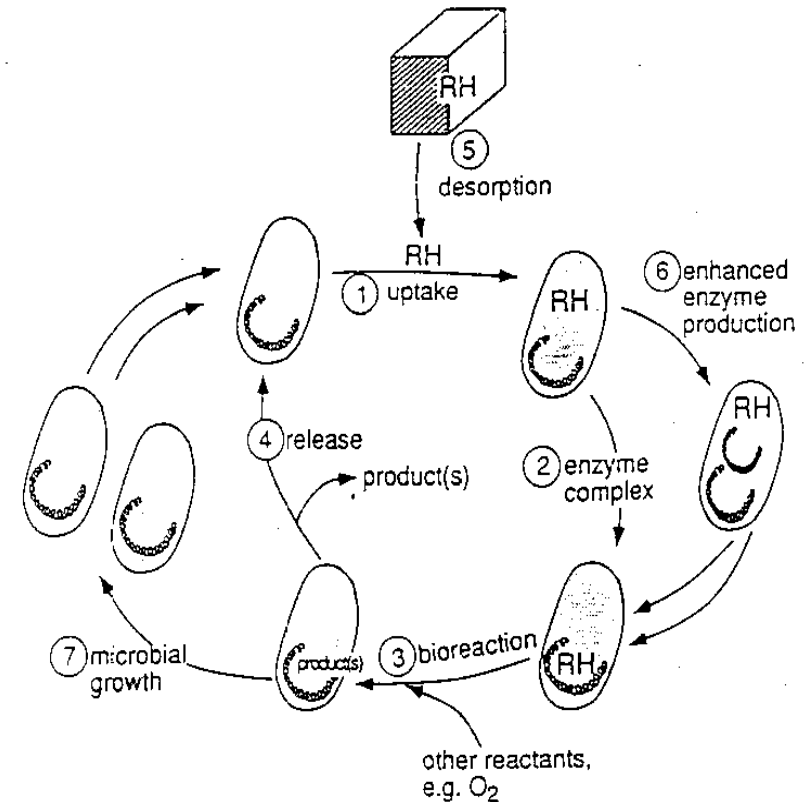 RH
5
desorption
RH
1 uptake
RH
6 enhanced
enzyme
production
RH
2 enzyme
complex
4 release
product(s)
RH
3 bioreaction
product(s)
7 microbial
growth
other reactants,
e.g. O₂